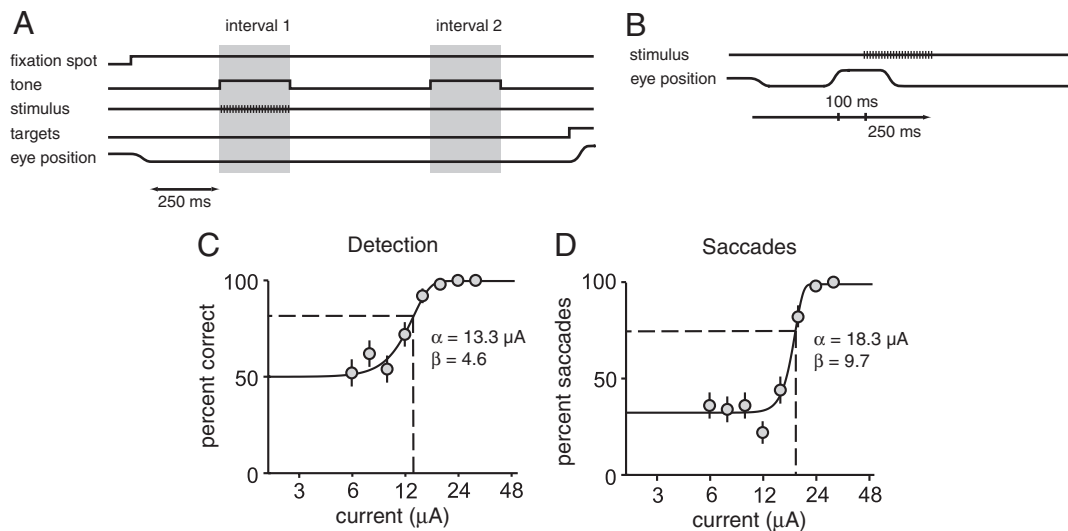 A
interval 1
interval 2
fixation spot
tone
stimulus
targets
eye position
250 ms
B
stimulus
eye position
100 ms
250 ms
C
Detection
percent correct
100
50
0
α = 13.3 μA
β = 4.6
3 6 12 24 48
current (μA)
D
Saccades
percent saccades
100
50
0
α = 18.3 μA
β = 9.7
3 6 12 24 48
current (μA)